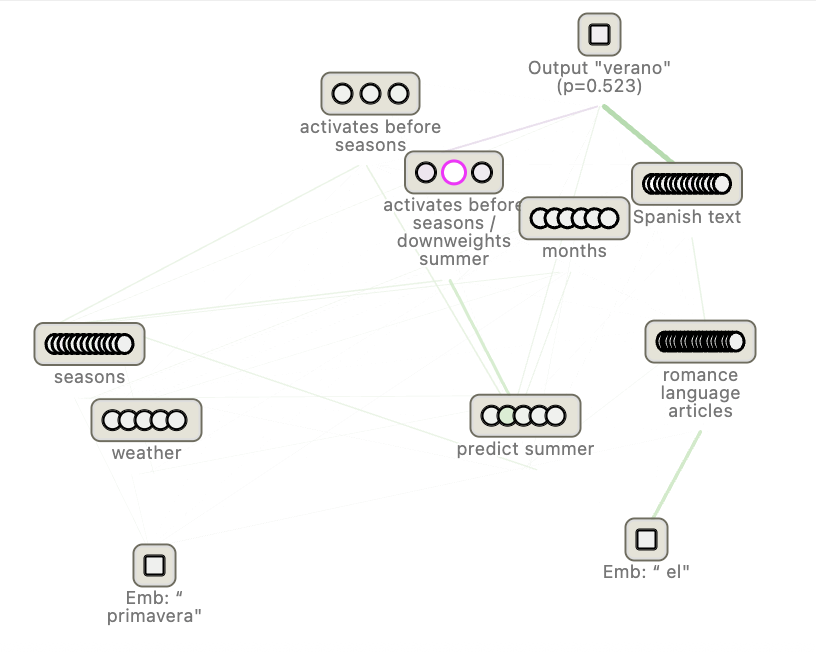 Output "verano"
(p=0.523)
activates before
seasons
activates before
seasons /
downweights
summer
months
Spanish text
seasons
weather
predict summer
romance
language
articles
Emb: “
primavera"
Emb: “ el"